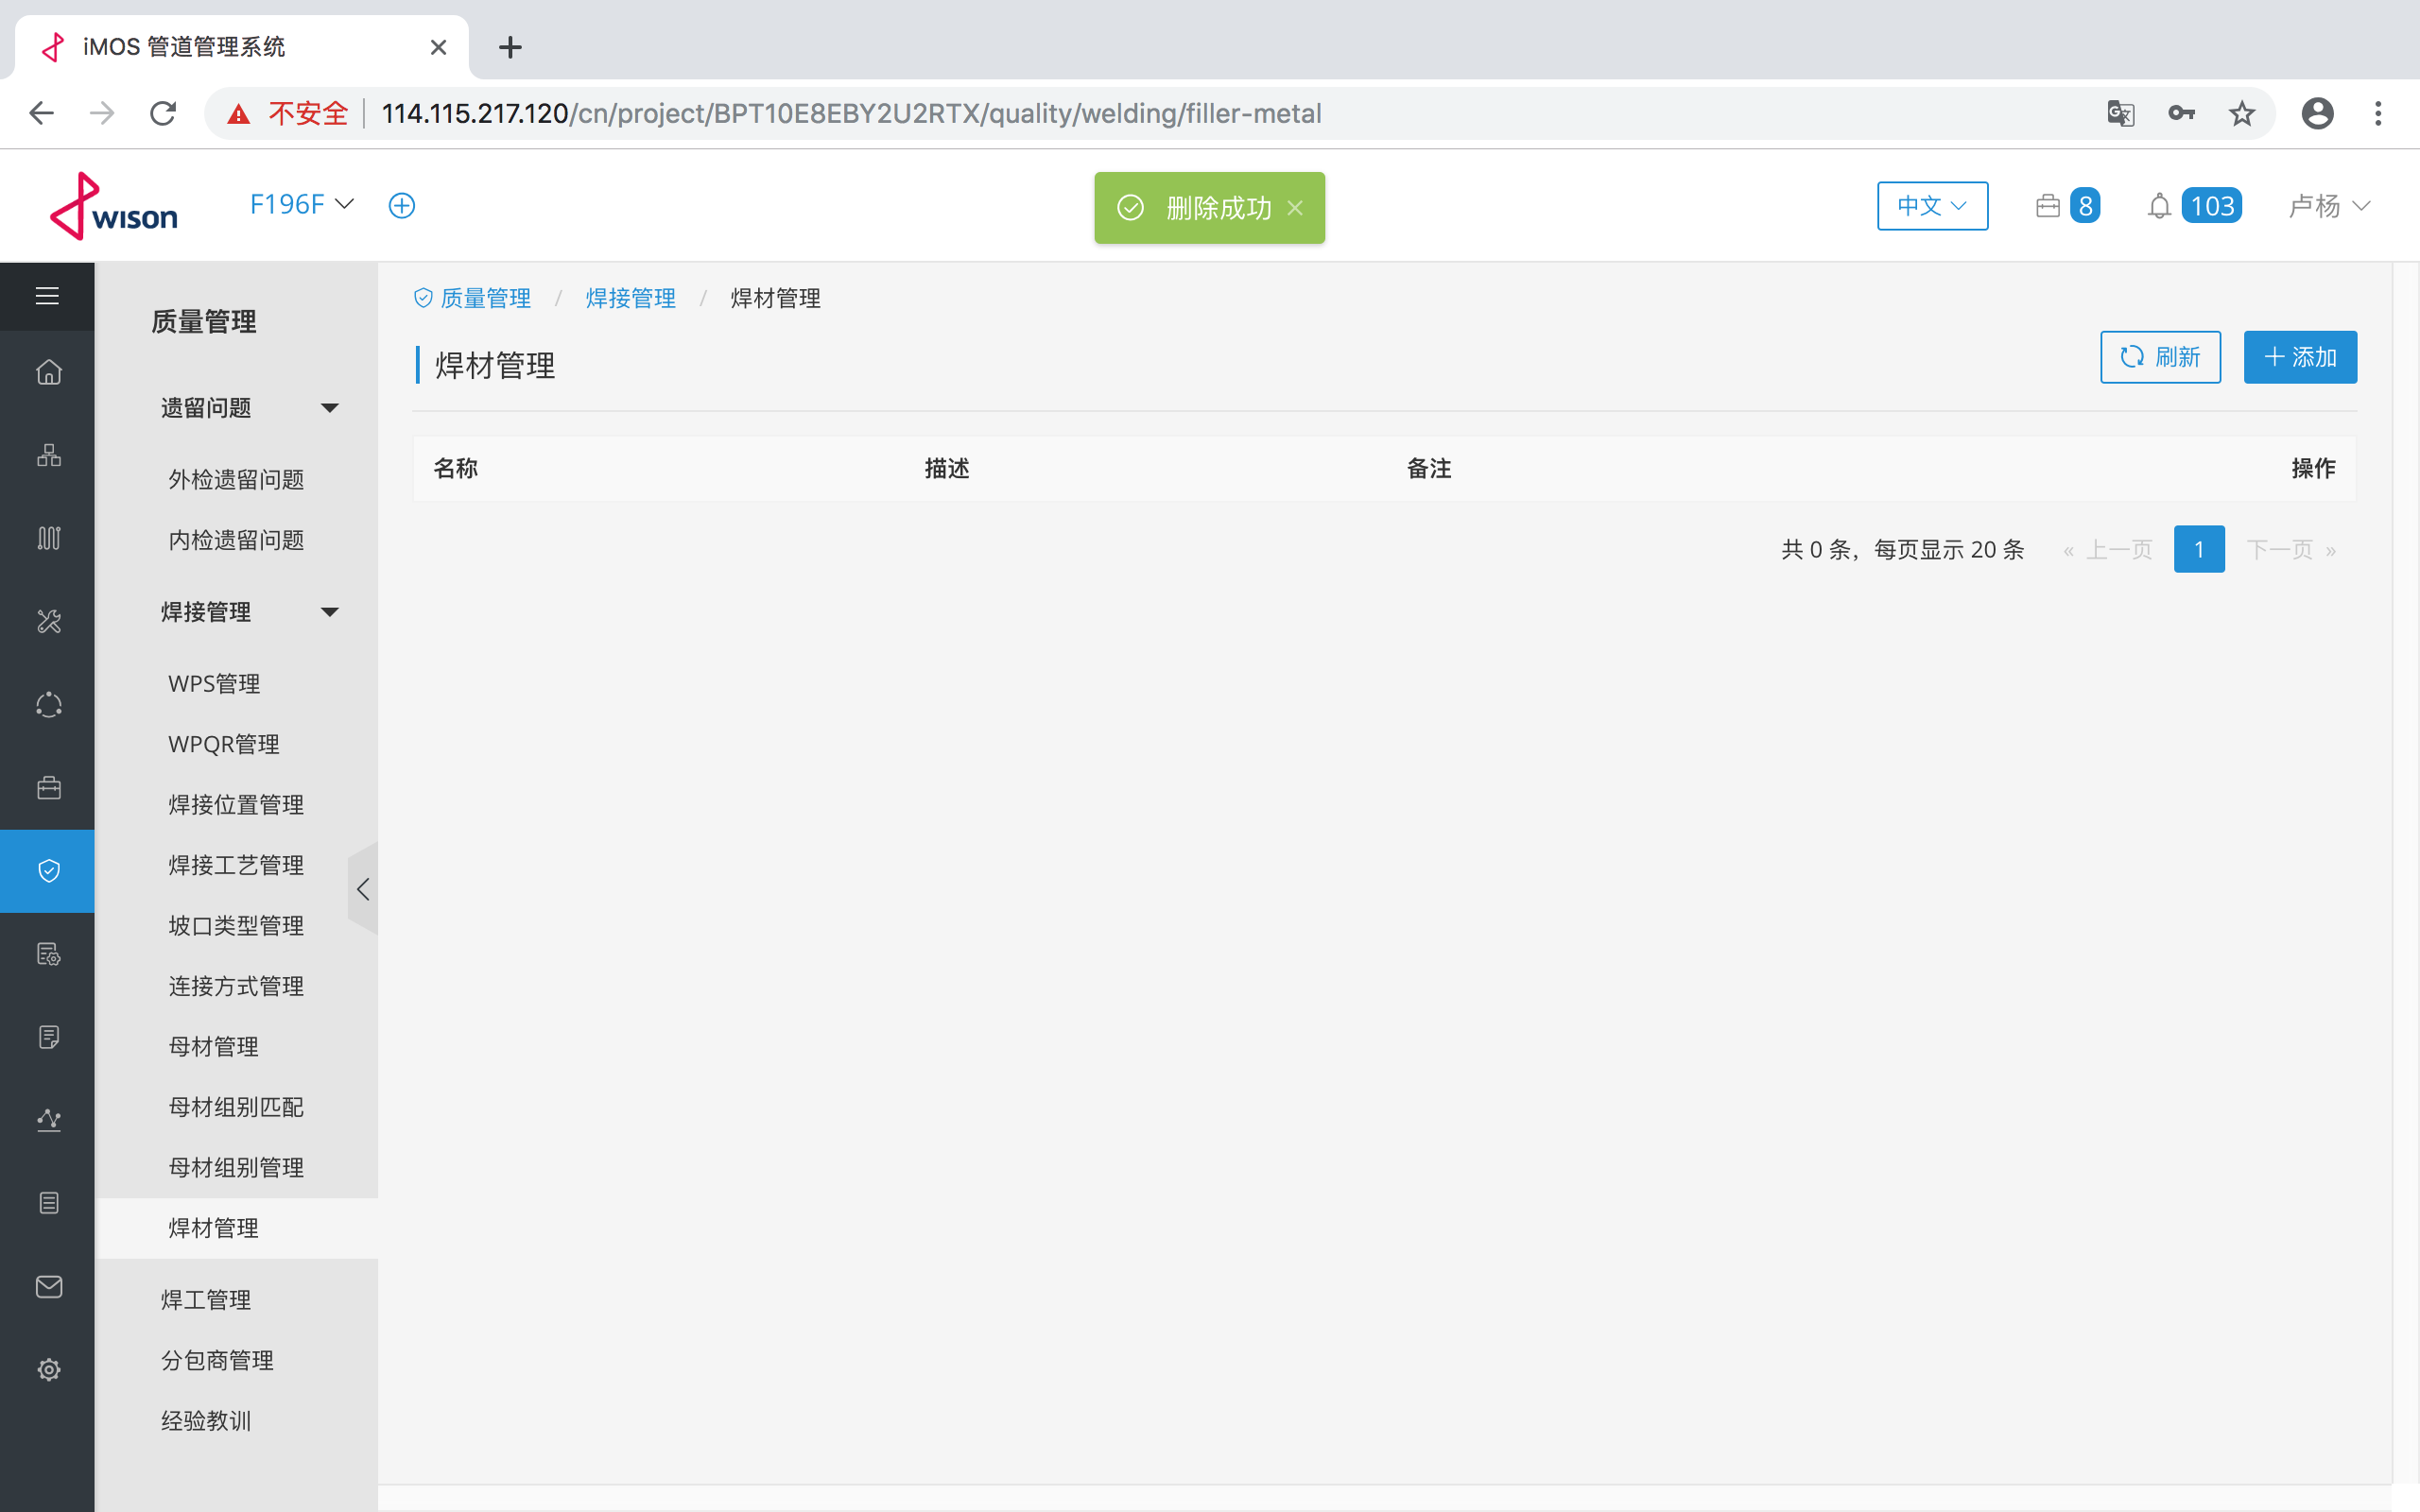 iMOS 管道管理系统
不安全 114.115.217.120/cn/project/BPT10E8EBY2U2RTX/quality/welding/filler-metal
wison
F196F
删除成功
中文
8
103
卢杨
质量管理
遗留问题
外检遗留问题
内检遗留问题
焊接管理
WPS管理
WPQR管理
焊接位置管理
焊接工艺管理
坡口类型管理
连接方式管理
母材管理
母材组别匹配
母材组别管理
焊材管理
焊工管理
分包商管理
经验教训
质量管理 / 焊接管理 / 焊材管理
焊材管理
刷新
添加
名称 描述 备注 操作
共 0 条，每页显示 20 条 « 上一页 1 下一页 »